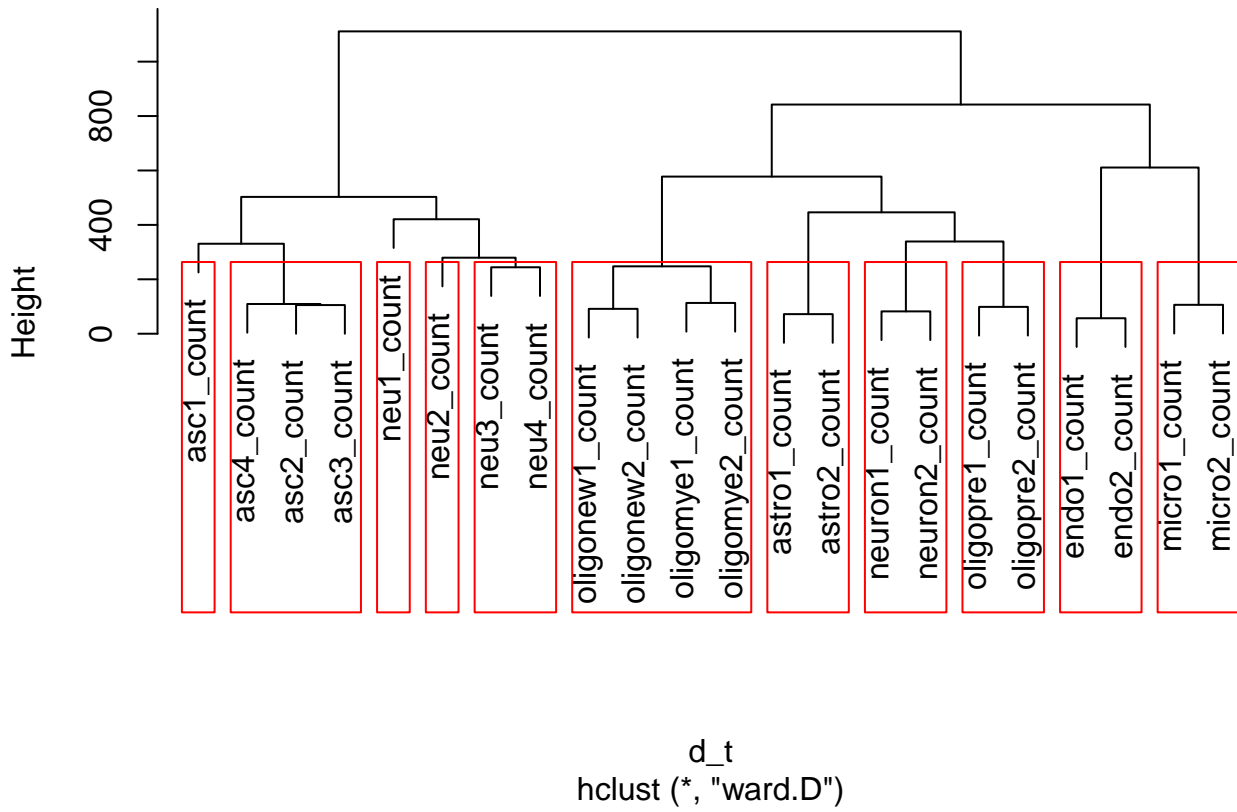 Height
0
400
800
asc1_count
asc4_count
asc2_count
asc3_count
neu1_count
neu2_count
neu3_count
neu4_count
oligonew1_count
oligonew2_count
oligomye1_count
oligomye2_count
astro1_count
astro2_count
neuron1_count
neuron2_count
oligopre1_count
oligopre2_count
endo1_count
endo2_count
micro1_count
micro2_count
d_t
hclust (*, "ward.D")